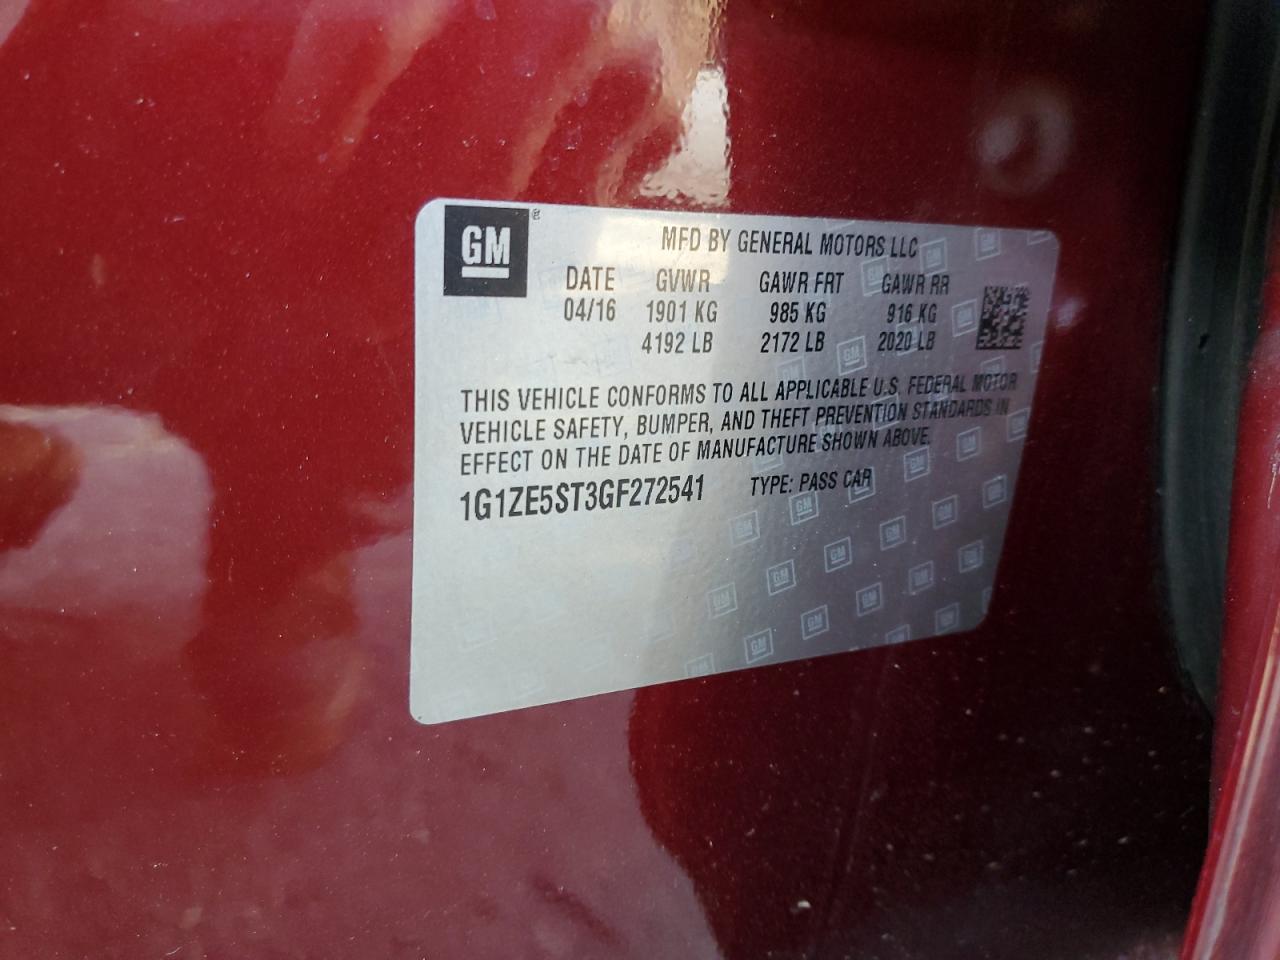 GM®
MFD BY GENERAL MOTORS LLC
DATE GVWR GAWR FRT GAWR RR
04/16 1901 KG 985 KG 916 KG
4192 LB 2172 LB 2020 LB
THIS VEHICLE CONFORMS TO ALL APPLICABLE U.S. FEDERAL MOTOR
VEHICLE SAFETY, BUMPER, AND THEFT PREVENTION STANDARDS IN
EFFECT ON THE DATE OF MANUFACTURE SHOWN ABOVE.
1G1ZE5ST3GF272541 TYPE: PASS CAR